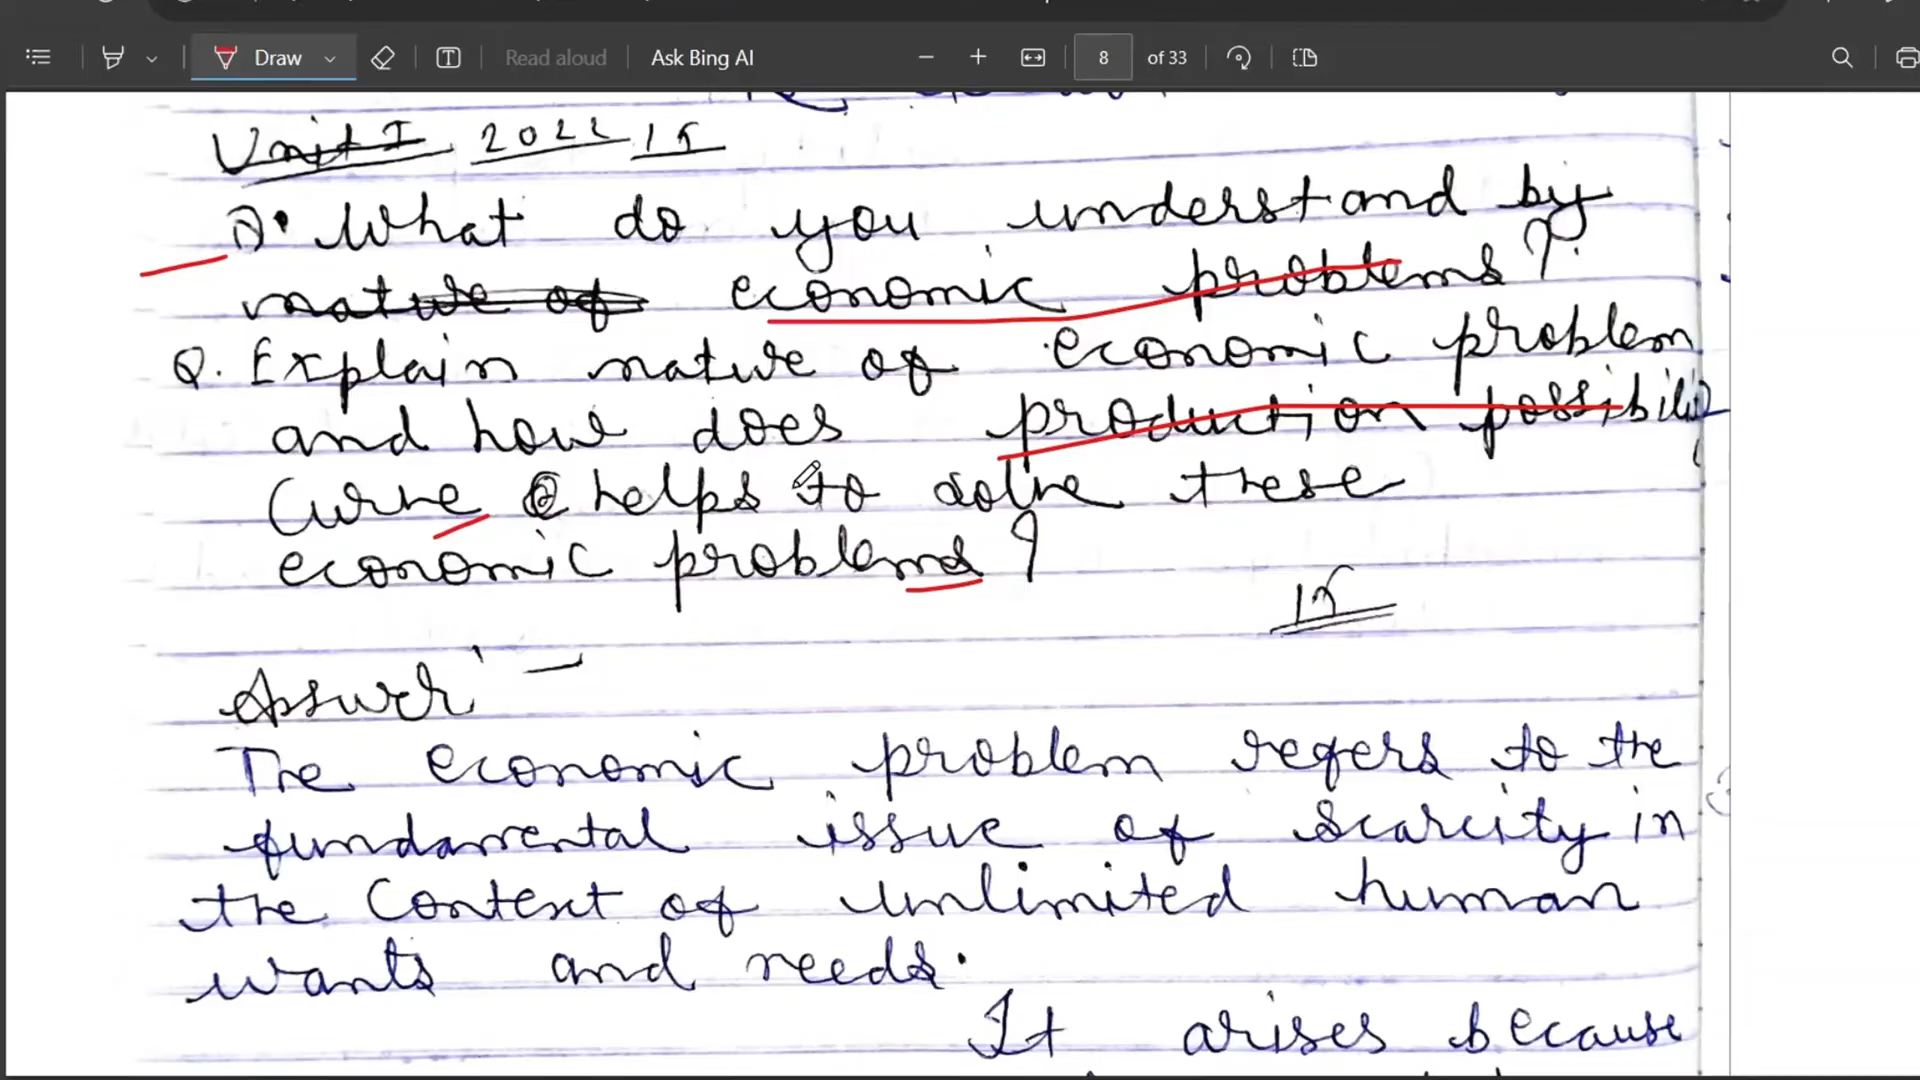 Draw
Read aloud
Ask Bing AI
8 of 33
Unit I 2022 15
Q. What do you understand by
nature of economic problems?
Q. Explain nature of economic problem
and how does production possibili
Curve helps to solve these
economic problems?
15
Answer :-
The economic problem refers to the
fundamental issue of scarcity in
the context of unlimited human
wants and needs.
It arises because